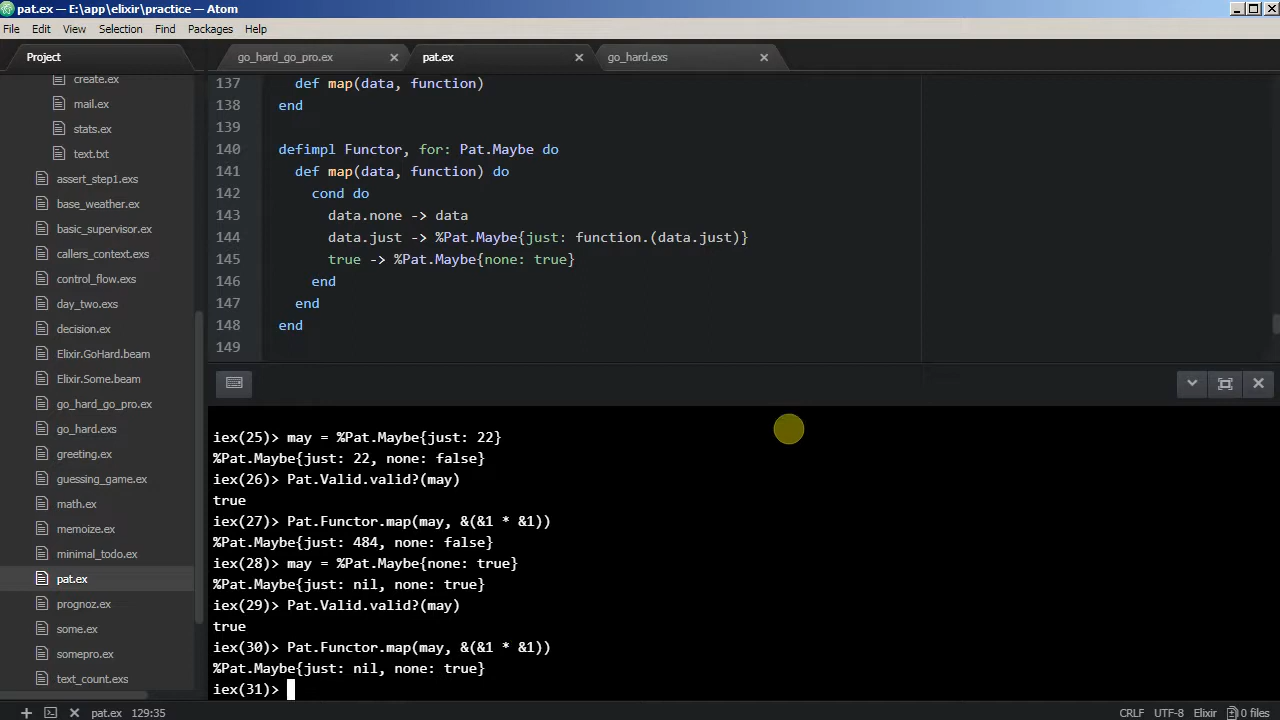 pat.ex — E:\app\elixir\practice — Atom
File Edit View Selection Find Packages Help
Project
go_hard_go_pro.ex
pat.ex
go_hard.exs
create.ex
mail.ex
stats.ex
text.txt
assert_step1.exs
base_weather.ex
basic_supervisor.ex
callers_context.exs
control_flow.exs
day_two.exs
decision.ex
Elixir.GoHard.beam
Elixir.Some.beam
go_hard_go_pro.ex
go_hard.exs
greeting.ex
guessing_game.ex
math.ex
memoize.ex
minimal_todo.ex
pat.ex
prognoz.ex
some.ex
somepro.ex
text_count.exs
137 def map(data, function)
138 end
139
140 defimpl Functor, for: Pat.Maybe do
141 def map(data, function) do
142 cond do
143 data.none -> data
144 data.just -> %Pat.Maybe{just: function.(data.just)}
145 true -> %Pat.Maybe{none: true}
146 end
147 end
148 end
149
iex(25)> may = %Pat.Maybe{just: 22}
%Pat.Maybe{just: 22, none: false}
iex(26)> Pat.Valid.valid?(may)
true
iex(27)> Pat.Functor.map(may, &(&1 * &1))
%Pat.Maybe{just: 484, none: false}
iex(28)> may = %Pat.Maybe{none: true}
%Pat.Maybe{just: nil, none: true}
iex(29)> Pat.Valid.valid?(may)
true
iex(30)> Pat.Functor.map(may, &(&1 * &1))
%Pat.Maybe{just: nil, none: true}
iex(31)>
pat.ex 129:35 CRLF UTF-8 Elixir 0 files